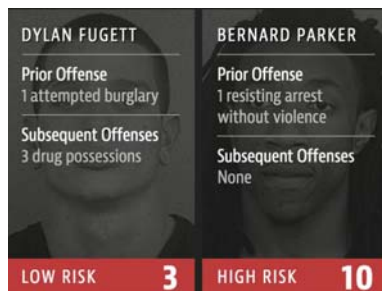 DYLAN FUGETT
Prior Offense
1 attempted burglary
Subsequent Offenses
3 drug possessions
LOW RISK 3
BERNARD PARKER
Prior Offense
1 resisting arrest
without violence
Subsequent Offenses
None
HIGH RISK 10